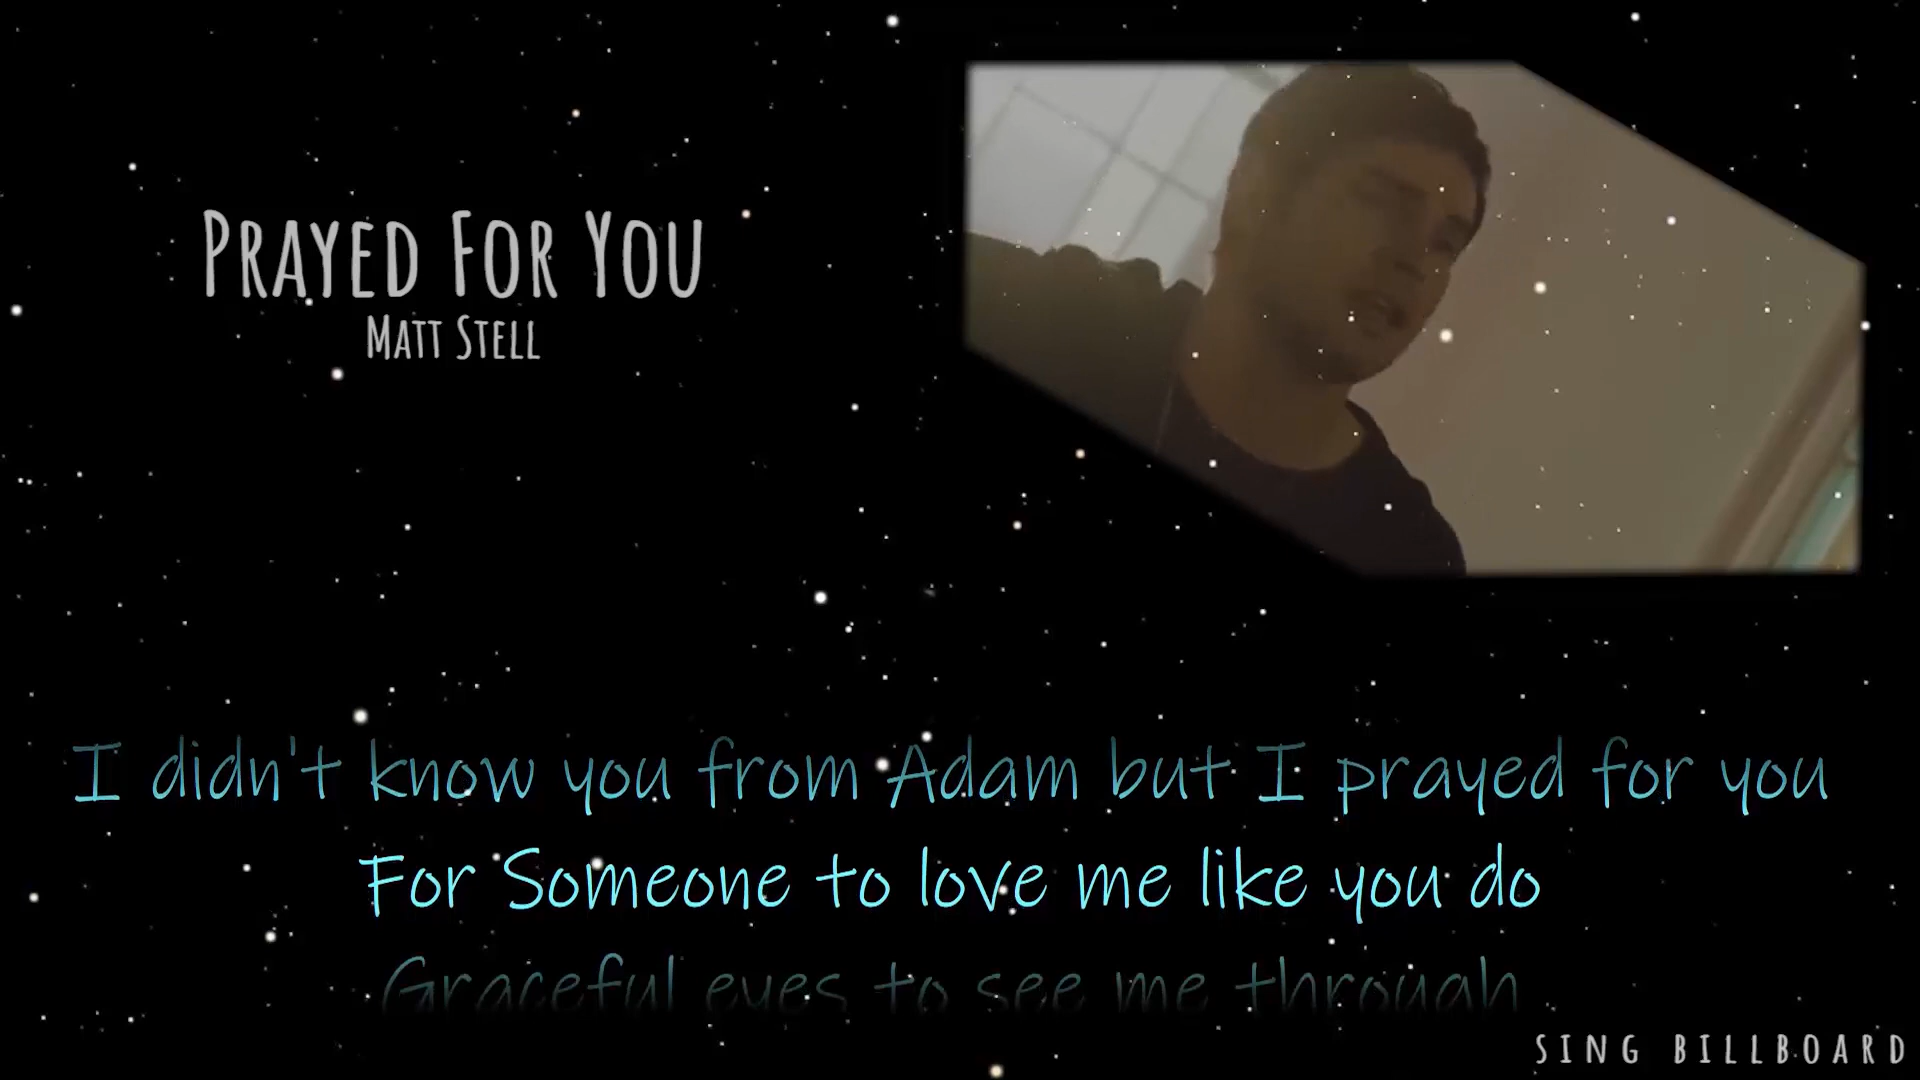 PRAYED FOR YOU
MATT STELL
I didn't know you from Adam but I prayed for you
For Someone to love me like you do
Graceful eyes to see me through
SING BILLBOARD